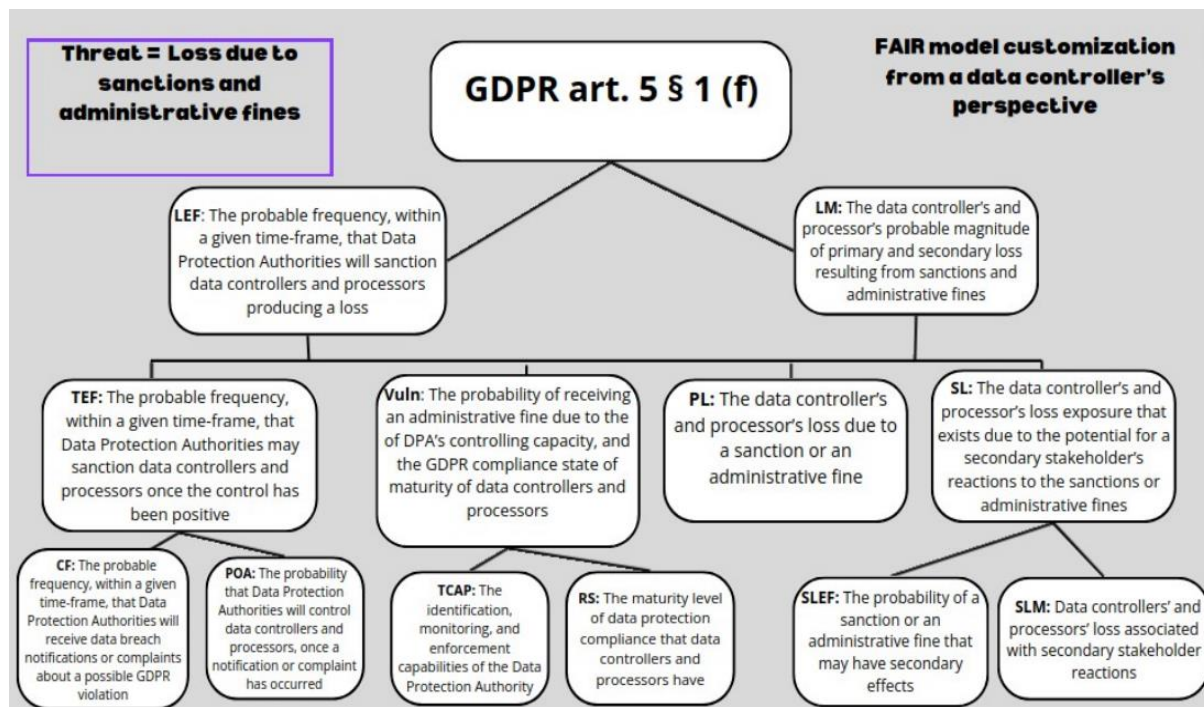 Threat = Loss due to
sanctions and
administrative fines
GDPR art. 5 § 1 (f)
FAIR model customization
from a data controller's
perspective
LEF: The probable frequency, within
a given time-frame, that Data
Protection Authorities will sanction
data controllers and processors
producing a loss
LM: The data controller's and
processor's probable magnitude
of primary and secondary loss
resulting from sanctions and
administrative fines
TEF: The probable frequency,
within a given time-frame, that
Data Protection Authorities may
sanction data controllers and
processors once the control has
been positive
Vuln: The probability of receiving
an administrative fine due to the
of DPA's controlling capacity, and
the GDPR compliance state of
maturity of data controllers and
processors
PL: The data controller's
and processor's loss due to
a sanction or an
administrative fine
SL: The data controller's and
processor's loss exposure that
exists due to the potential for a
secondary stakeholder's
reactions to the sanctions or
administrative fines
CF: The probable
frequency, within a given
time-frame, that Data
Protection Authorities will
receive data breach
notifications or complaints
about a possible GDPR
violation
POA: The probability
that Data Protection
Authorities will control
data controllers and
processors, once a
notification or complaint
has occurred
TCAP: The
identification,
monitoring, and
enforcement
capabilities of the Data
Protection Authority
RS: The maturity level
of data protection
compliance that data
controllers and
processors have
SLEF: The probability of a
sanction or an
administrative fine that
may have secondary
effects
SLM: Data controllers' and
processors' loss associated
with secondary stakeholder
reactions